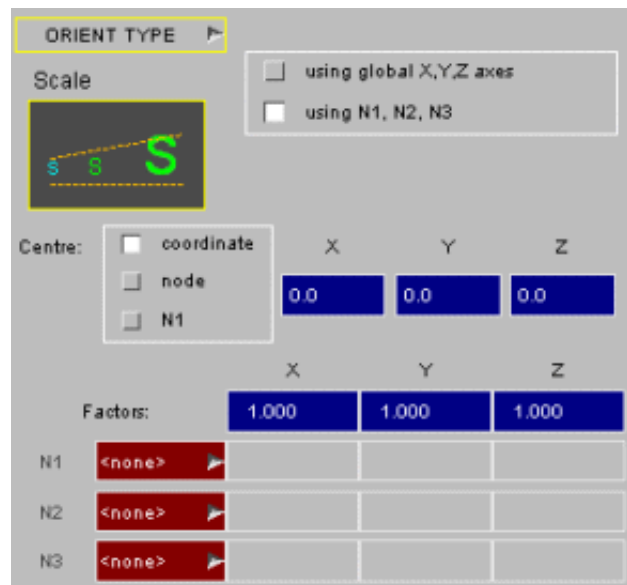 ORIENT TYPE
Scale
using global X,Y,Z axes
using N1, N2, N3
s s S
Centre:
coordinate
node
N1
X Y Z
0.0 0.0 0.0
X Y Z
Factors: 1.000 1.000 1.000
N1 <none>
N2 <none>
N3 <none>